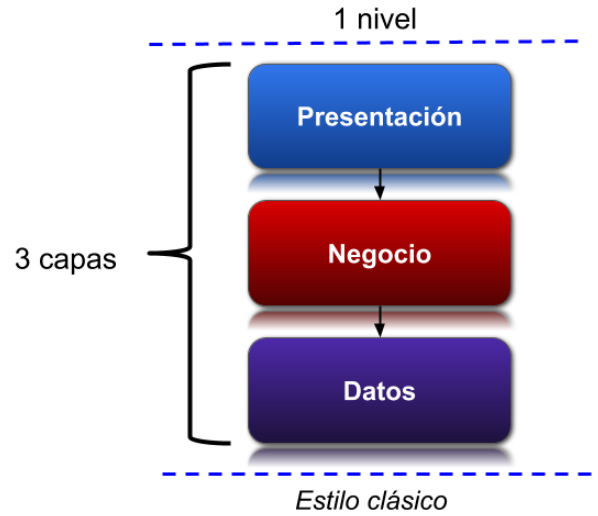 1 nivel
Presentación
3 capas
Negocio
Datos
Estilo clásico